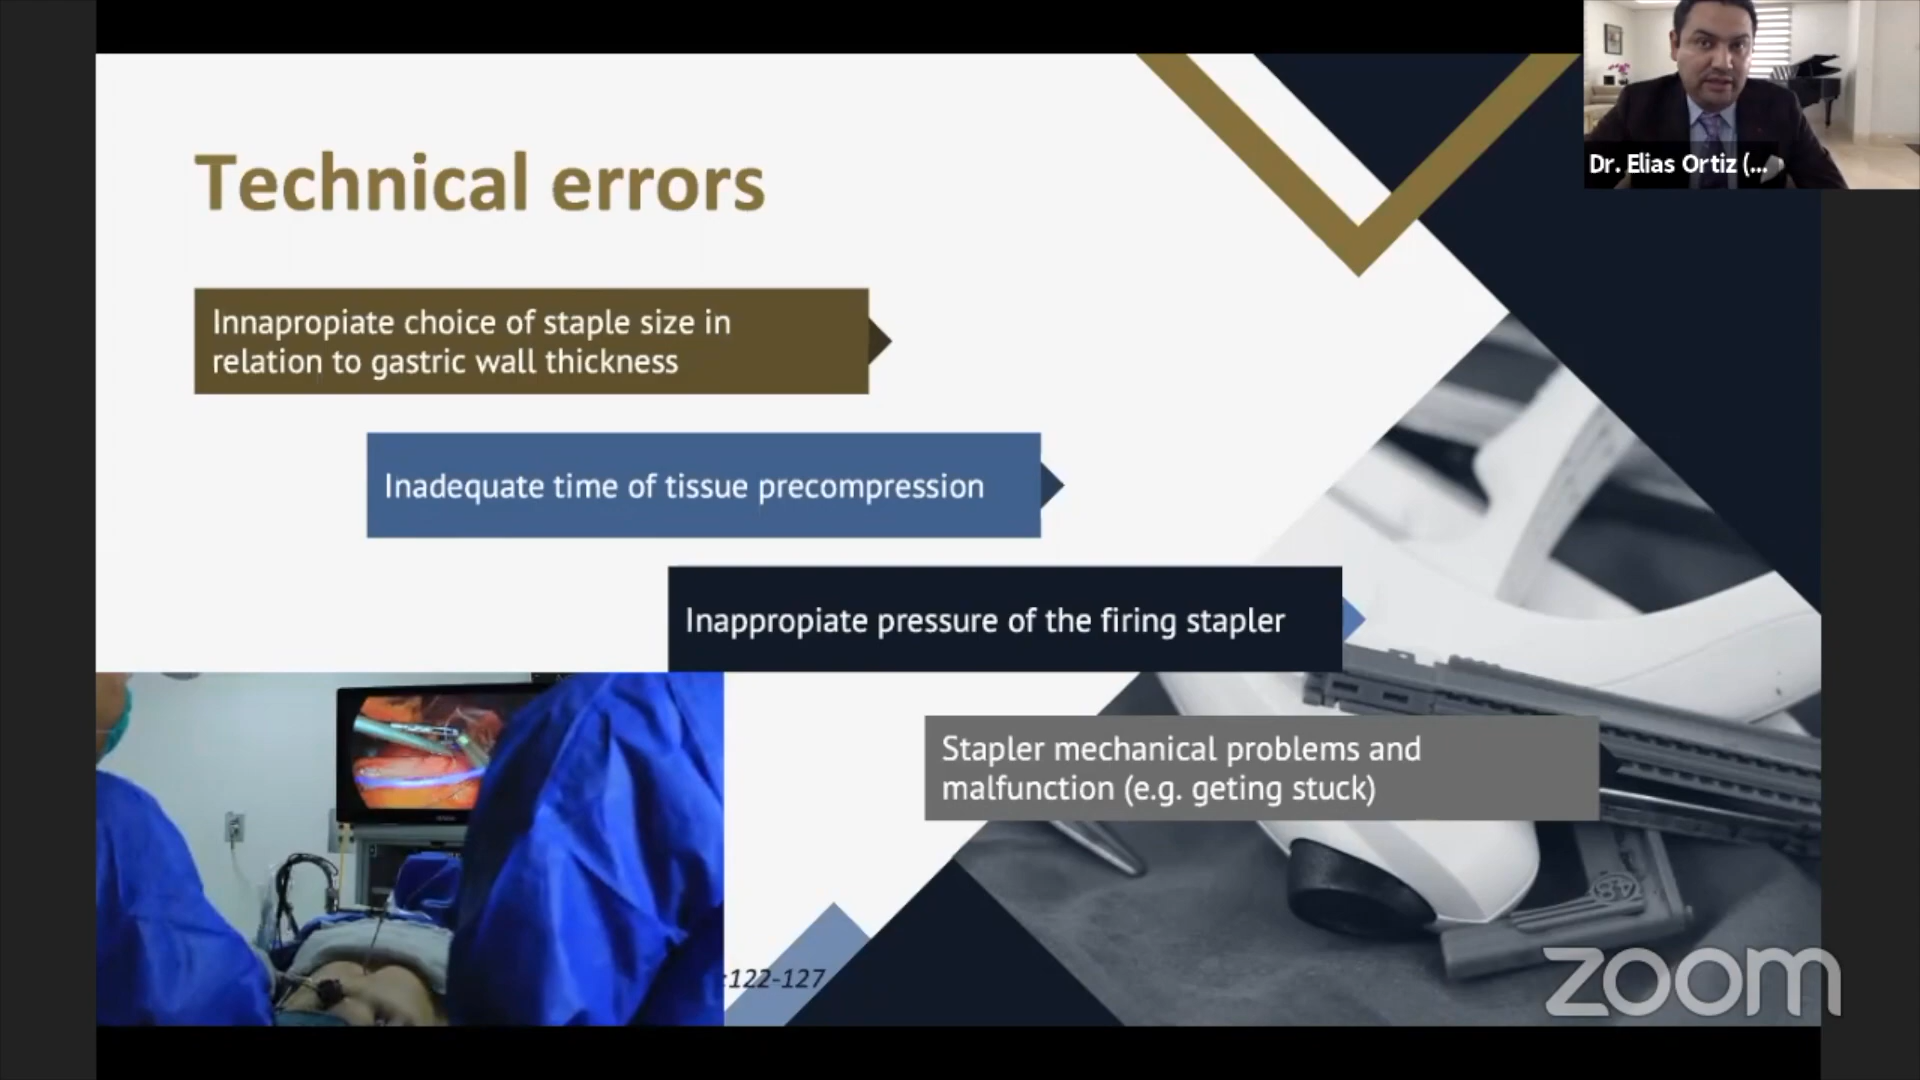 Technical errors
Innapropiate choice of staple size in
relation to gastric wall thickness
Inadequate time of tissue precompression
Inappropiate pressure of the firing stapler
Stapler mechanical problems and
malfunction (e.g. geting stuck)
:122-127
Dr. Elias Ortiz (...
48
zoom